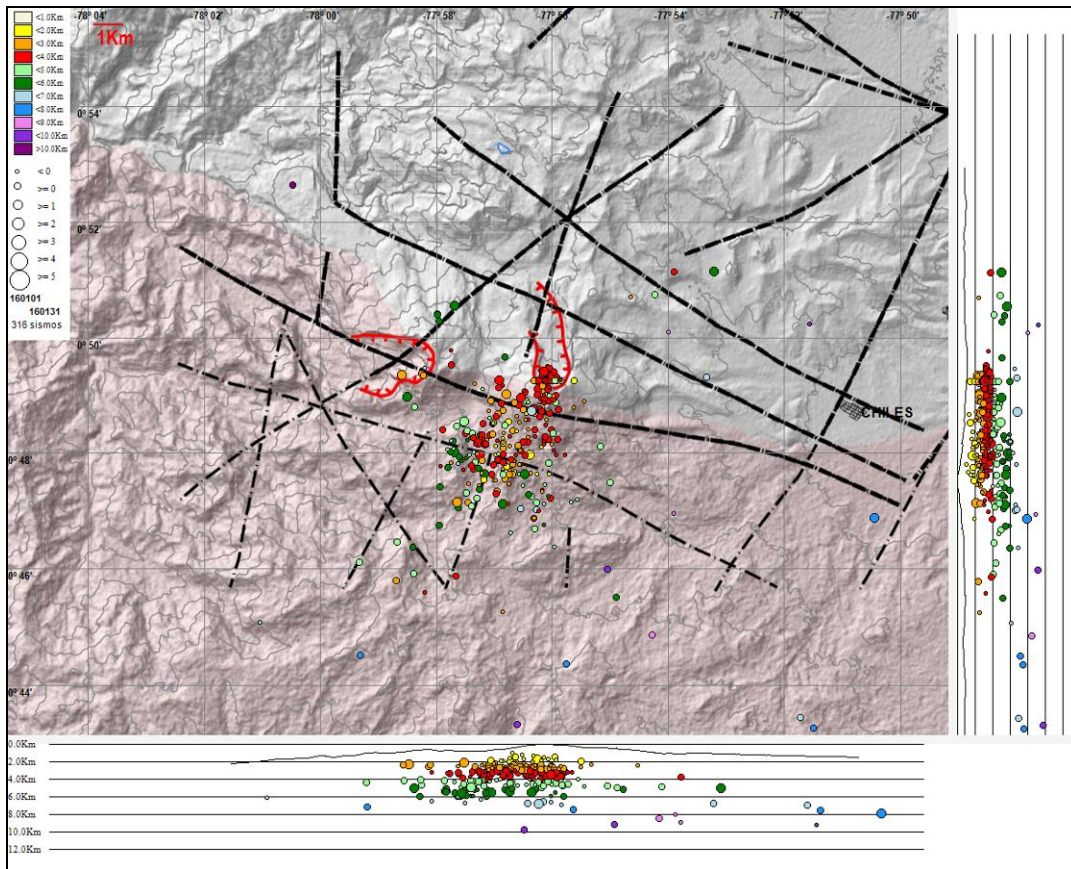 -78° 04'
-78° 02'
-78° 00'
-77° 58'
-77° 56'
-77° 54'
-77° 52'
-77° 50'
<1.0Km
<2.0Km
<3.0Km
<4.0Km
<5.0Km
<6.0Km
<7.0Km
<8.0Km
<9.0Km
<10.0Km
>10.0Km
1Km
< 0
>= 0
>= 1
>= 2
>= 3
>= 4
>= 5
160101
160131
316 sismos
0° 54'
0° 52'
0° 50'
0° 48'
0° 46'
0° 44'
CHILES
0.0Km
2.0Km
4.0Km
6.0Km
8.0Km
10.0Km
12.0Km